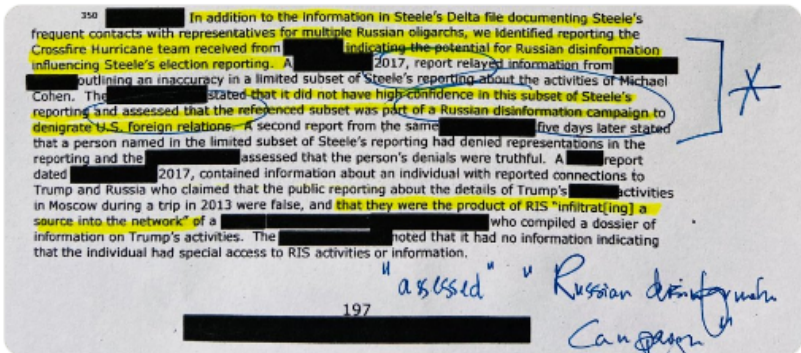 350 In addition to the information in Steele's Delta file documenting Steele's
frequent contacts with representatives for multiple Russian oligarchs, we identified reporting the
Crossfire Hurricane team received from indicating the potential for Russian disinformation
influencing Steele's election reporting. A 2017, report relayed information from
outlining an inaccuracy in a limited subset of Steele's reporting about the activities of Michael
Cohen. The stated that it did not have high confidence in this subset of Steele's
reporting and assessed that the referenced subset was part of a Russian disinformation campaign to
denigrate U.S. foreign relations. A second report from the same five days later stated
that a person named in the limited subset of Steele's reporting had denied representations in the
reporting and the assessed that the person's denials were truthful. A report
dated 2017, contained information about an individual with reported connections to
Trump and Russia who claimed that the public reporting about the details of Trump's activities
in Moscow during a trip in 2013 were false, and that they were the product of RIS "infiltrat[ing] a
source into the network" of a who compiled a dossier of
information on Trump's activities. The noted that it had no information indicating
that the individual had special access to RIS activities or information.
"assessed" "Russian disinformation
197
Campaign"